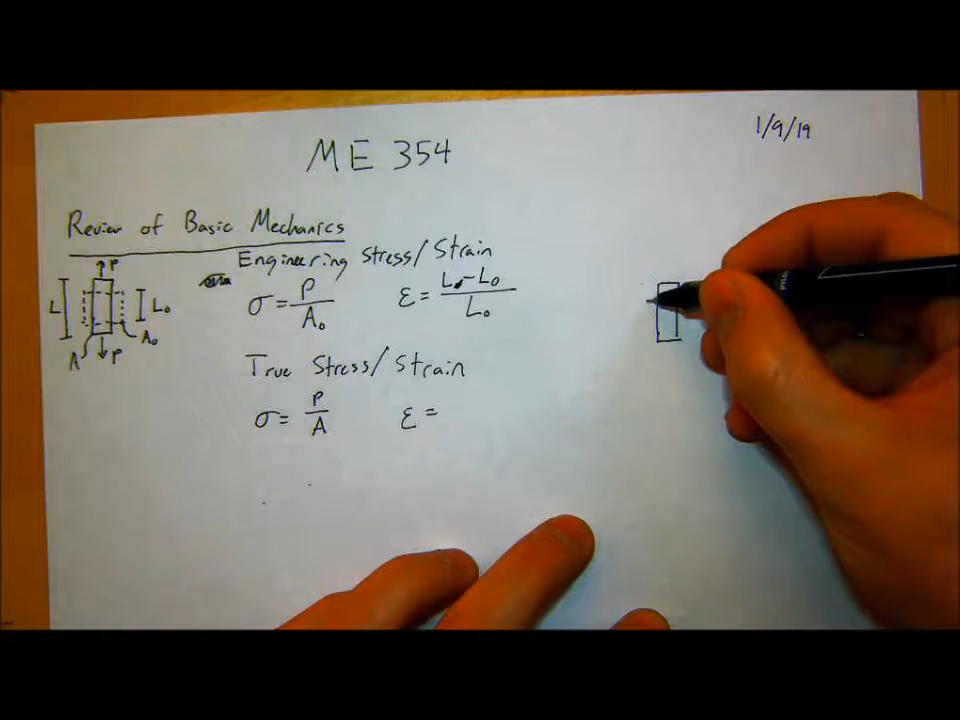 ME 354
1/9/19
Review of Basic Mechanics
Engineering Stress/Strain
P
L
L₀
A
A₀
P
σ = P/A₀
ε = L - L₀ / L₀
True Stress/Strain
σ = P/A
ε =